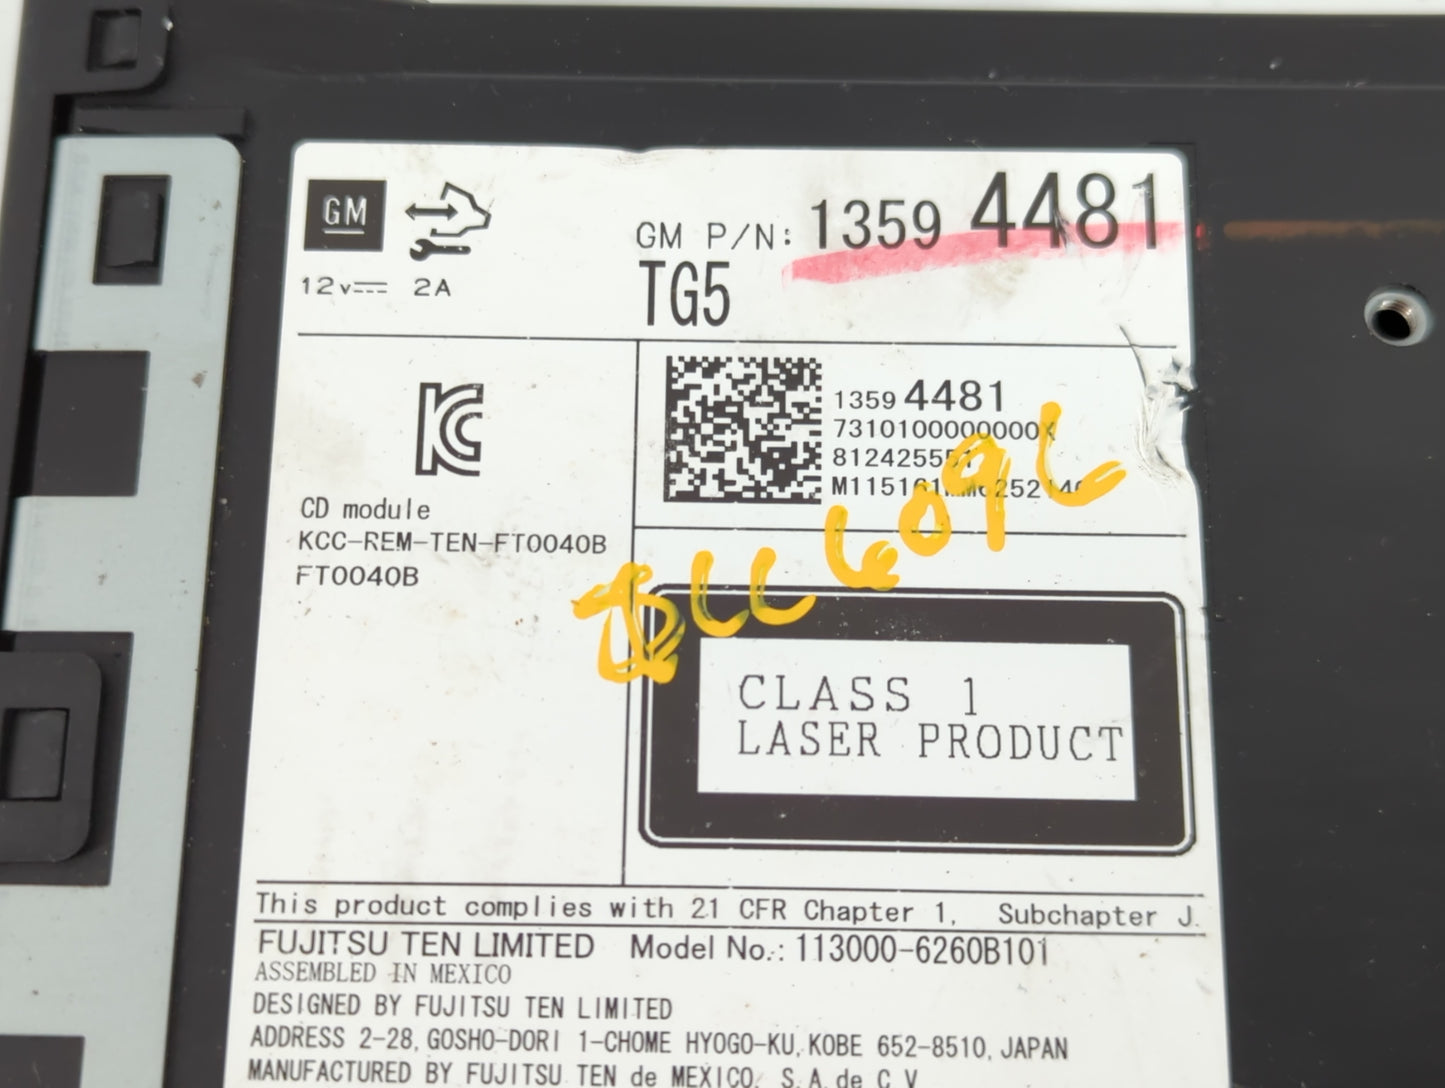 GM
12v 2A
GM P/N: 1359 4481
TG5
KC
CD module
KCC-REM-TEN-FT0040B
FT0040B
1359 4481
7310100000000X
CLASS 1
LASER PRODUCT
This product complies with 21 CFR Chapter 1, Subchapter J.
FUJITSU TEN LIMITED Model No.: 113000-6260B101
ASSEMBLED IN MEXICO
DESIGNED BY FUJITSU TEN LIMITED
ADDRESS 2-28, GOSHO-DORI 1-CHOME HYOGO-KU, KOBE 652-8510, JAPAN
MANUFACTURED BY FUJITSU TEN de MEXICO, S.A. de C V